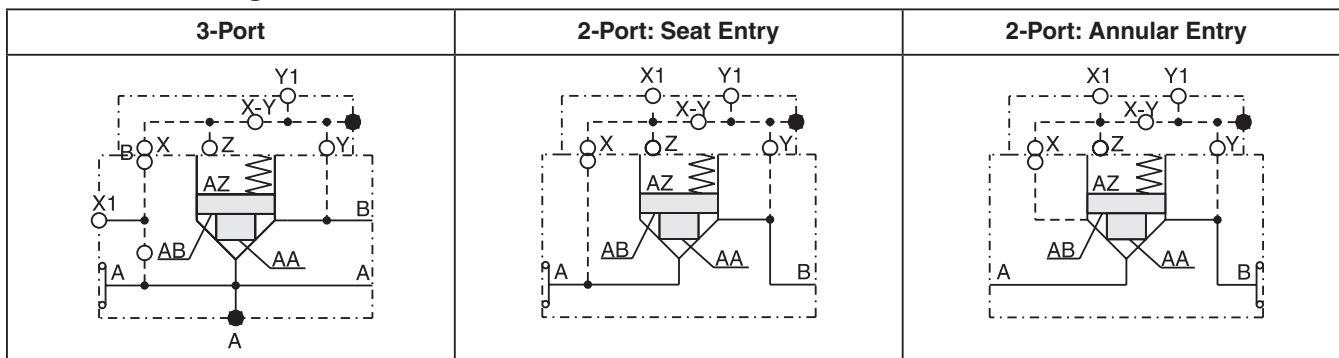 3-Port
2-Port: Seat Entry
2-Port: Annular Entry
Y1
X-Y
X
Z
Y
B
AZ
X1
B
AB
AA
A
A
A
X1
Y1
X-Y
X
Z
Y
AZ
AB
AA
A
B
X1
Y1
X-Y
X
Z
Y
AZ
AB
AA
A
B